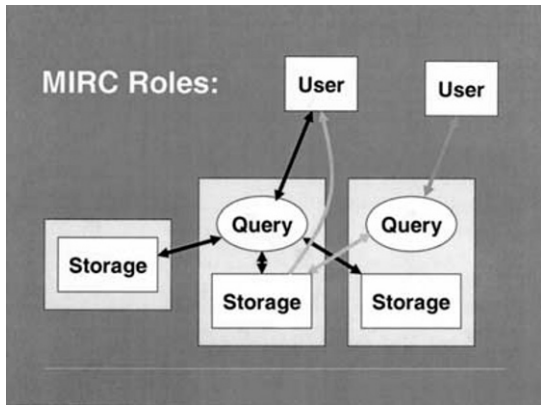 MIRC Roles:
User
User
Query
Query
Storage
Storage
Storage